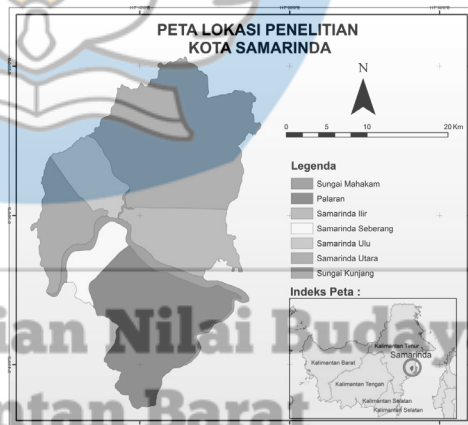 PETA LOKASI PENELITIAN
KOTA SAMARINDA
N
0 5 10 20 Km
Legenda
Sungai Mahakam
Palaran
Samarinda Ilir
Samarinda Seberang
Samarinda Ulu
Samarinda Utara
Sungai Kunjang
Indeks Peta :
Kalimantan Timur
Samarinda
Kalimantan Barat
Kalimantan Tengah
Kalimantan Selatan
Kalimantan Selatan
ian Nilai Buday
ntan Barat